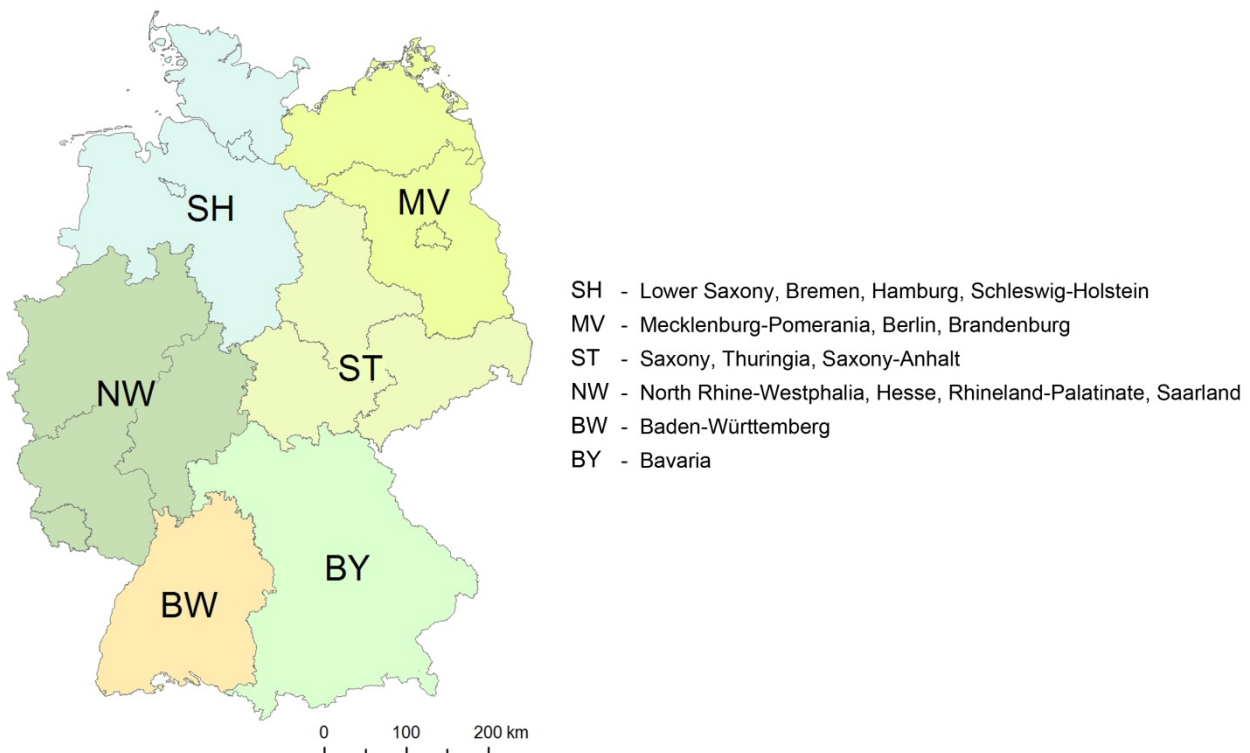 SH
MV
ST
NW
BW
BY
SH - Lower Saxony, Bremen, Hamburg, Schleswig-Holstein
MV - Mecklenburg-Pomerania, Berlin, Brandenburg
ST - Saxony, Thuringia, Saxony-Anhalt
NW - North Rhine-Westphalia, Hesse, Rhineland-Palatinate, Saarland
BW - Baden-Württemberg
BY - Bavaria
0 100 200 km